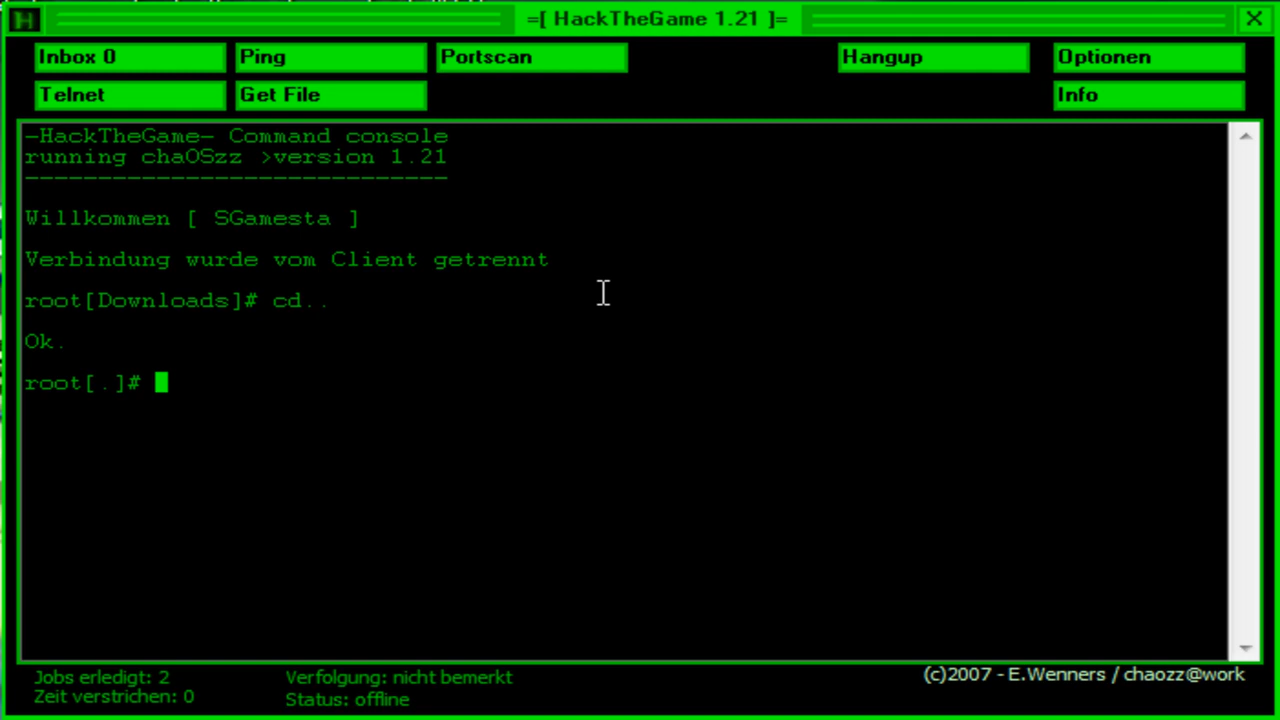 =[ HackTheGame 1.21 ]=
Inbox 0 Ping Portscan Hangup Optionen
Telnet Get File Info
-HackTheGame- Command console
running chaOSzz >version 1.21
-----------------------------
Willkommen [ SGamesta ]
Verbindung wurde vom Client getrennt
root[Downloads]# cd..
Ok.
root[.]#
Jobs erledigt: 2 Verfolgung: nicht bemerkt (c)2007 - E.Wenners / chaozz@work
Zeit verstrichen: 0 Status: offline